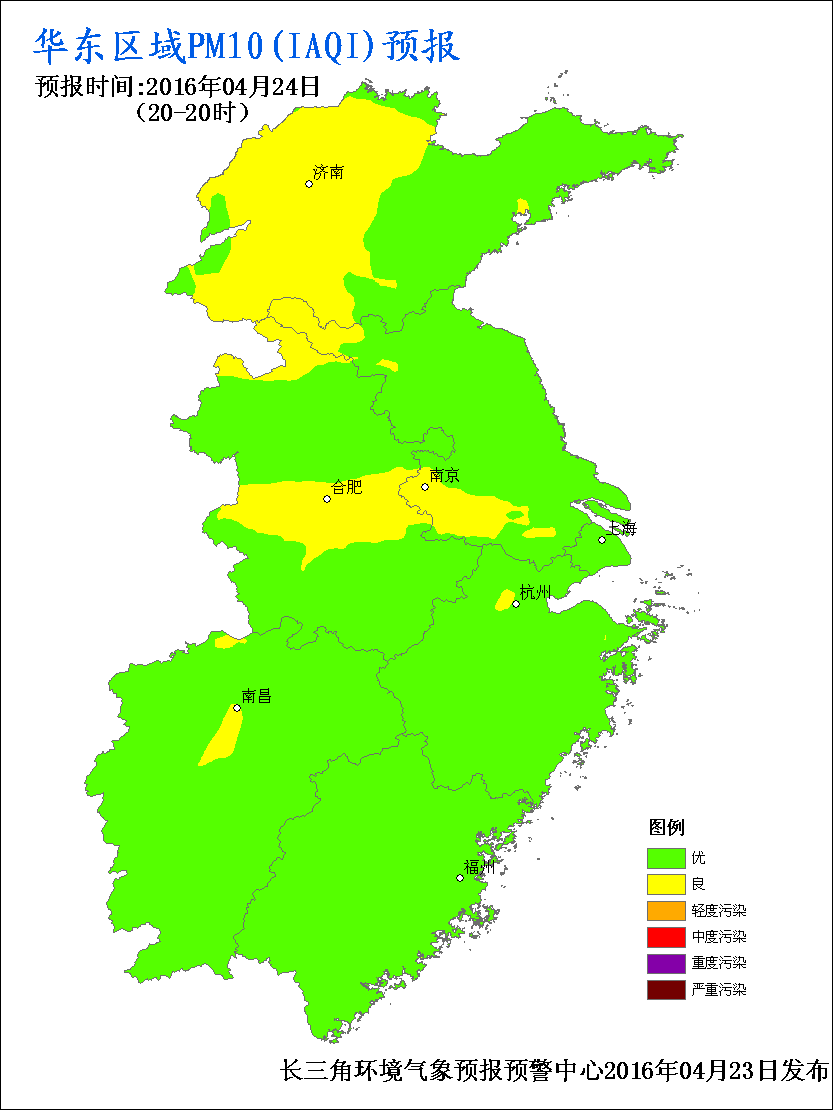 华东区域PM10(IAQI)预报
预报时间:2016年04月24日
(20-20时)
济南
合肥
南京
上海
杭州
南昌
福州
图例
优
良
轻度污染
中度污染
重度污染
严重污染
长三角环境气象预报预警中心2016年04月23日发布